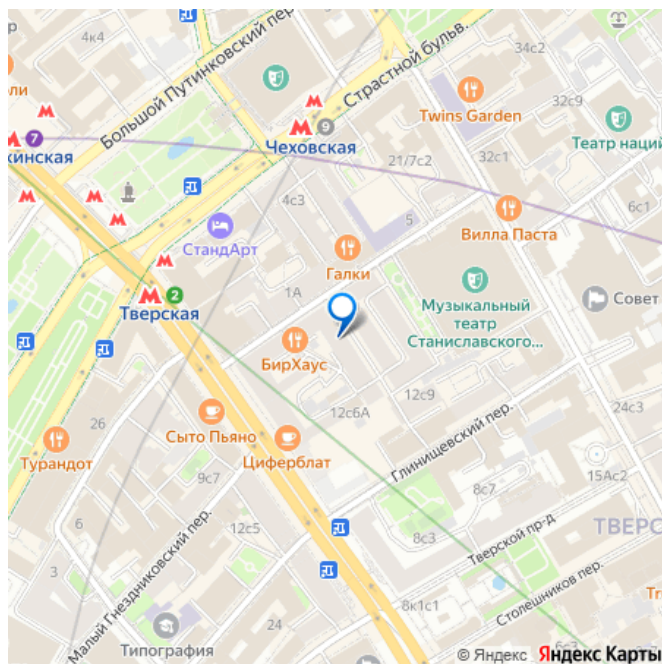 4к4
Большой Путинковский пер.
Страстной бульв.
34с2
Twins Garden
32с9
Театр наций
7
9
Чеховская
21/7с2
32с1
4с3
5
6с1
СтандАрт
Вилла Паста
Галки
2
Тверская
1А
Музыкальный
театр
Станиславского...
Совет
БирХаус
12с9
12с6А
Глинищевский пер.
24с3
26
Сыто Пьяно
Турандот
Циферблат
9с7
15Ас2
8с7
6
Малый Гнездниковский пер.
12с5
8с3
Тверской пр-д
ТВЕРС
3
Столешников пер.
8к1с1
Типография
24
© Яндекс Яндекс Карты